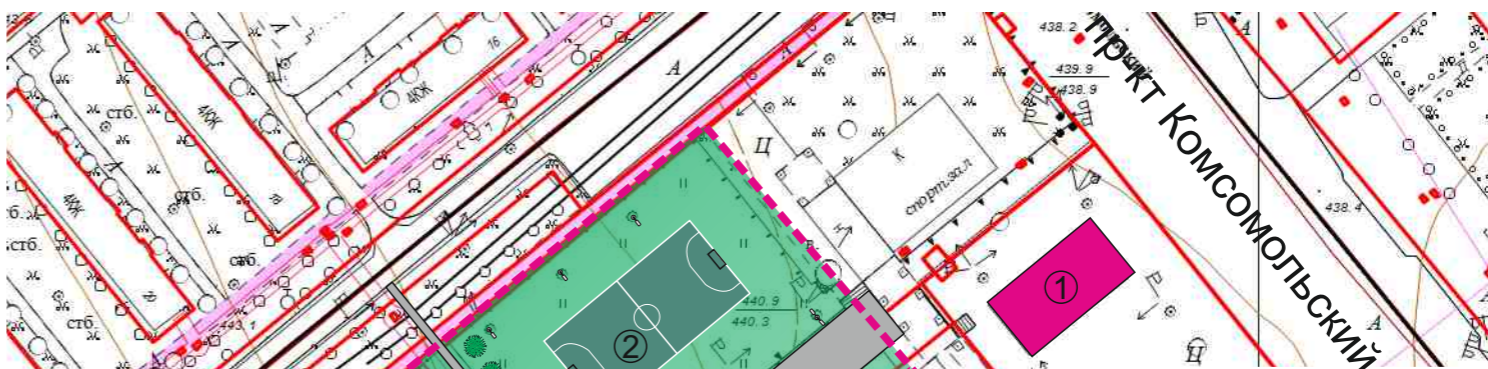 16
А
А
А
438.2
А
439.9
438.9
пр-кт Комсомольский
стб.
4КЖ
4КЖ
Ц
К
спорт.зал
4КЖ
стб.
438.4
стб.
стб.
440.9
440.3
443.1
стб.
1
2
Ц
А